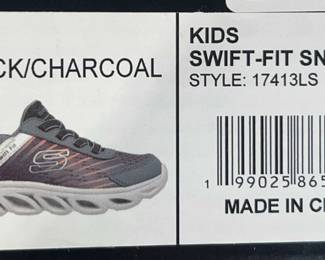 CK/CHARCOAL
KIDS
SWIFT-FIT SN
STYLE: 17413LS
1 99025 865
MADE IN C